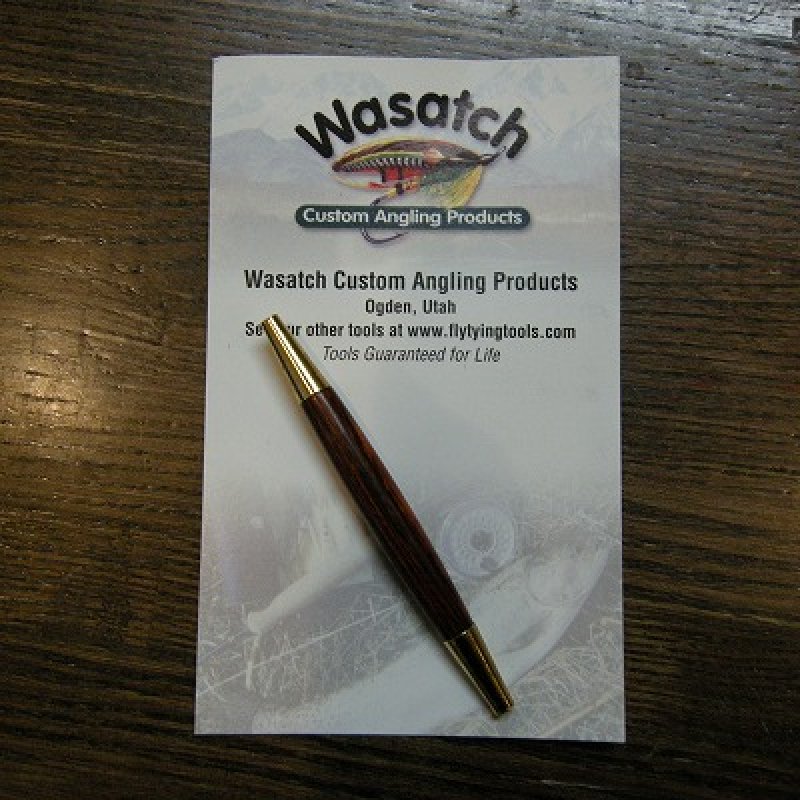 Wasatch
Custom Angling Products
Wasatch Custom Angling Products
Ogden, Utah
ur other tools at www.flytyingtools.com
Tools Guaranteed for Life